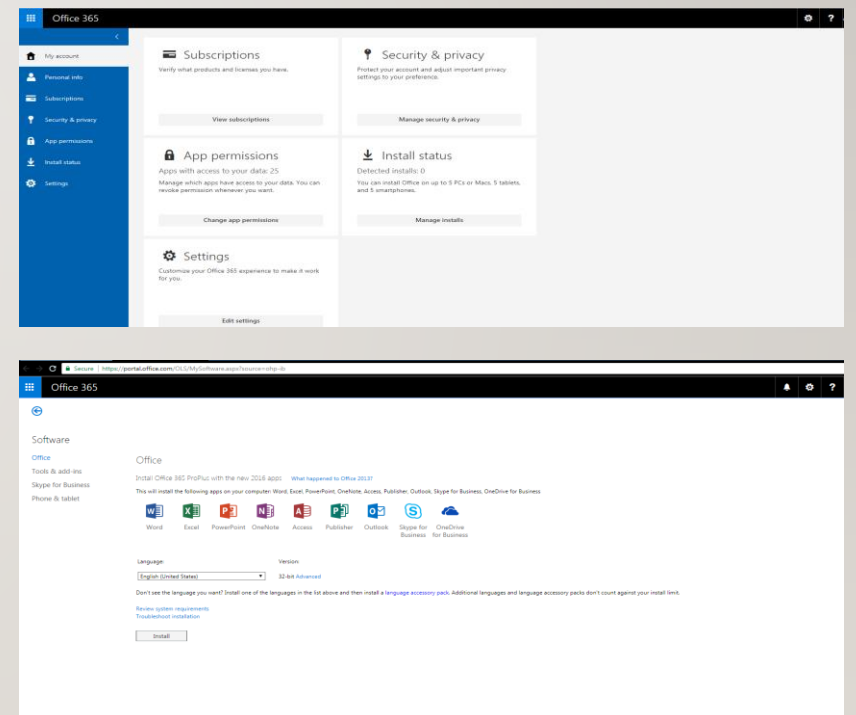 Office 365
?
My account
Personal info
Subscriptions
Security & privacy
App permissions
Install status
Settings
Subscriptions
Verify what products and licenses you have.
View subscriptions
Security & privacy
Protect your account and adjust important privacy
settings to your preference.
Manage security & privacy
App permissions
Apps with access to your data: 25
Manage which apps have access to your data. You can
revoke permission whenever you want.
Change app permissions
Install status
Detected installs: 0
You can install Office on up to 5 PCs or Macs, 5 tablets,
and 5 smartphones.
Manage installs
Settings
Customize your Office 365 experience to make it work
for you.
Edit settings
Secure https://portal.office.com/OLS/MySoftware.aspx?source=ohp-ib
Office 365
?
Software
Office
Tools & add-ins
Skype for Business
Phone & tablet
Office
Install Office 365 ProPlus with the new 2016 apps What happened to Office 2013?
This will install the following apps on your computer: Word, Excel, PowerPoint, OneNote, Access, Publisher, Outlook, Skype for Business, OneDrive for Business
Word Excel PowerPoint OneNote Access Publisher Outlook Skype for Business OneDrive for Business
Language: Version:
English (United States) 32-bit Advanced
Don't see the language you want? Install one of the languages in the list above and then install a language accessory pack. Additional languages and language accessory packs don't count against your install limit.
Review system requirements
Troubleshoot installation
Install